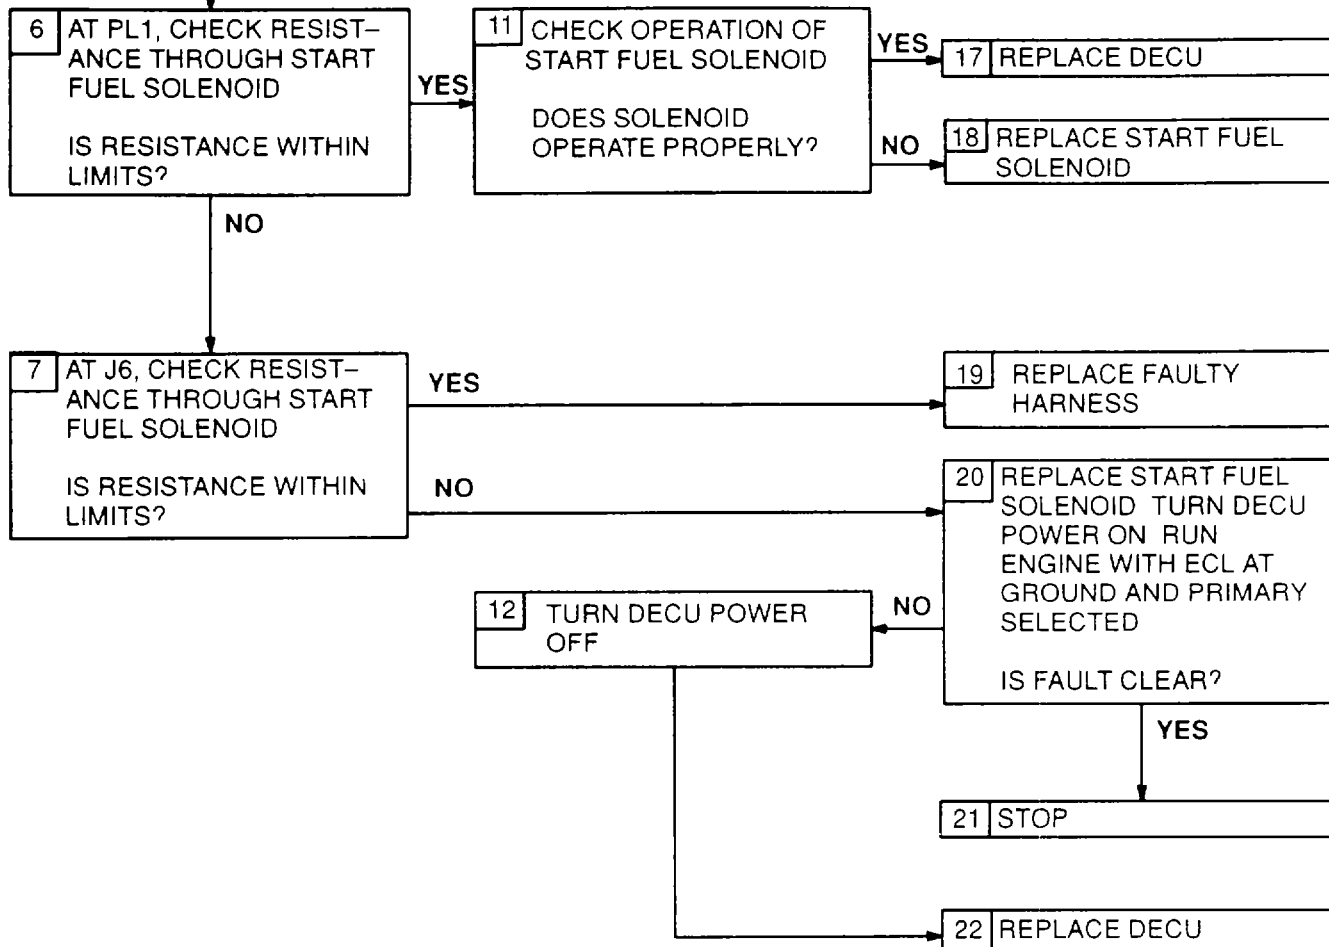 6 AT PL1, CHECK RESIST–
ANCE THROUGH START
FUEL SOLENOID
IS RESISTANCE WITHIN
LIMITS?
YES
NO
11 CHECK OPERATION OF
START FUEL SOLENOID
DOES SOLENOID
OPERATE PROPERLY?
YES
NO
17 REPLACE DECU
18 REPLACE START FUEL
SOLENOID
7 AT J6, CHECK RESIST–
ANCE THROUGH START
FUEL SOLENOID
IS RESISTANCE WITHIN
LIMITS?
YES
NO
19 REPLACE FAULTY
HARNESS
20 REPLACE START FUEL
SOLENOID TURN DECU
POWER ON RUN
ENGINE WITH ECL AT
GROUND AND PRIMARY
SELECTED
IS FAULT CLEAR?
NO
YES
12 TURN DECU POWER
OFF
21 STOP
22 REPLACE DECU